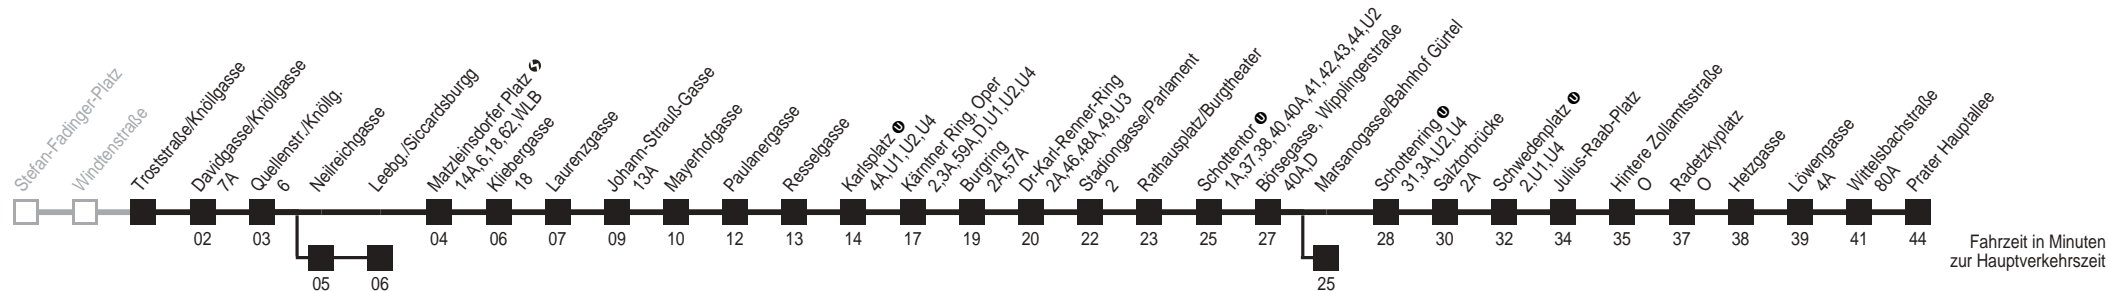 Stefan-Fadinger-Platz
Windtenstraße
Troststraße/Knöllgasse
Davidgasse/Knöllgasse
7A
Quellenstr./Knöllg.
6
Neilreichgasse
Leebg./Siccardsburgg
Matzleinsdorfer Platz
14A,6,18,62,WLB
Kliebergasse
18
Laurenzgasse
Johann-Strauß-Gasse
13A
Mayerhofgasse
Paulanergasse
Resselgasse
Karlsplatz U
4A,U1,U2,U4
Kärntner Ring, Oper
2,3A,59A,D,U1,U2,U4
Burgring
2A,57A
Dr-Karl-Renner-Ring
2A,46,48A,49,U3
Stadiongasse/Parlament
2
Rathausplatz/Burgtheater
Schottentor U
1A,37,38,40,40A,41,42,43,44,U2
Börsegasse, Wipplingerstraße
40A,D
Marsanogasse/Bahnhof Gürtel
Schottenring U
31,3A,U2,U4
Salztorbrücke
2A
Schwedenplatz U
2,U1,U4
Julius-Raab-Platz
Hintere Zollamtsstraße
O
Radetzkyplatz
O
Hetzgasse
Löwengasse
4A
Wittelsbachstraße
80A
Prater Hauptallee
02 03 04 06 07 09 10 12 13 14 17 19 20 22 23 25 27 28 30 32 34 35 37 38 39 41 44
05 06 25
Fahrzeit in Minuten
zur Hauptverkehrszeit